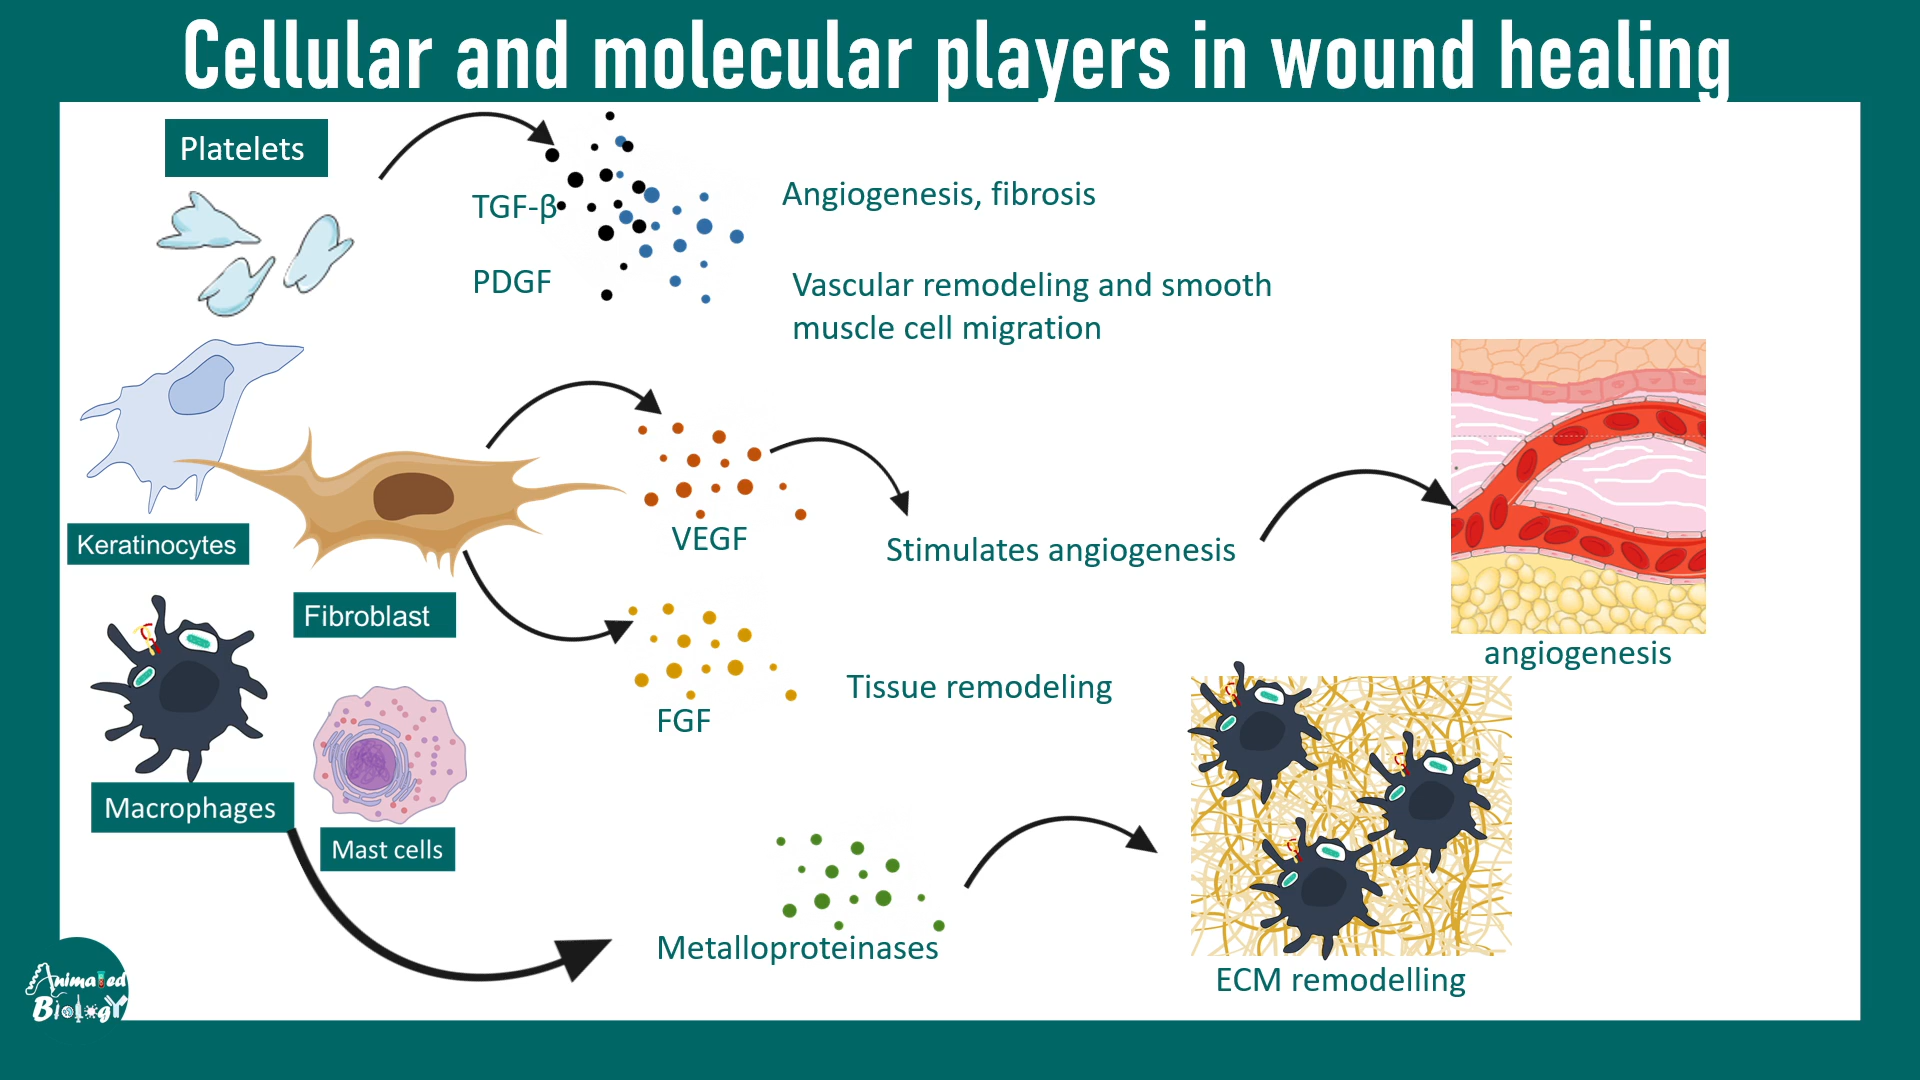 Cellular and molecular players in wound healing
Platelets
TGF-β
Angiogenesis, fibrosis
PDGF
Vascular remodeling and smooth
muscle cell migration
Keratinocytes
Fibroblast
VEGF
Stimulates angiogenesis
angiogenesis
FGF
Tissue remodeling
Macrophages
Mast cells
Metalloproteinases
ECM remodelling
Animated
Biology